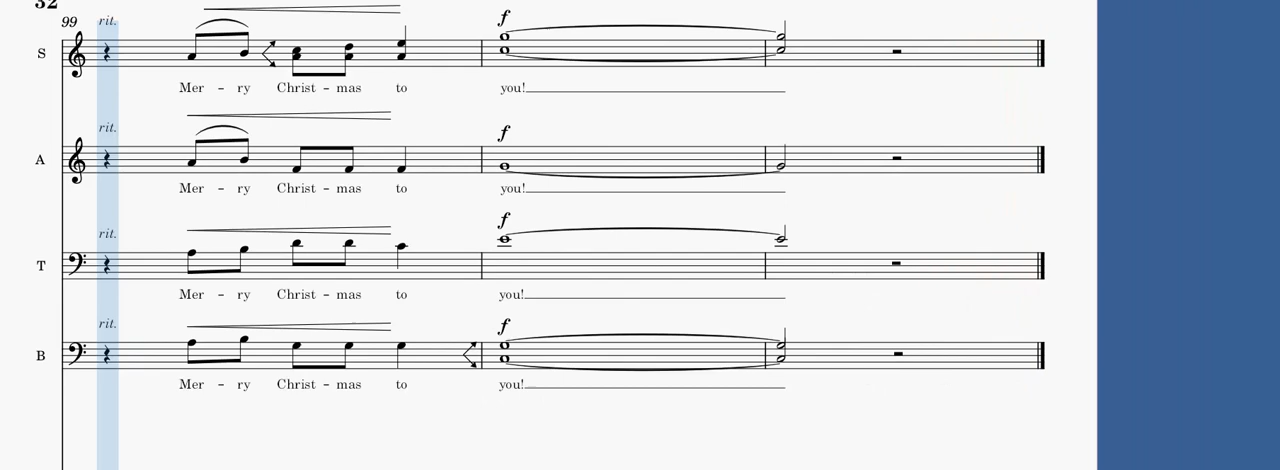 32
99
rit.
f
S
Mer – ry Christ – mas to you!
rit.
f
A
Mer – ry Christ – mas to you!
rit.
f
T
Mer – ry Christ – mas to you!
rit.
f
B
Mer – ry Christ – mas to you!